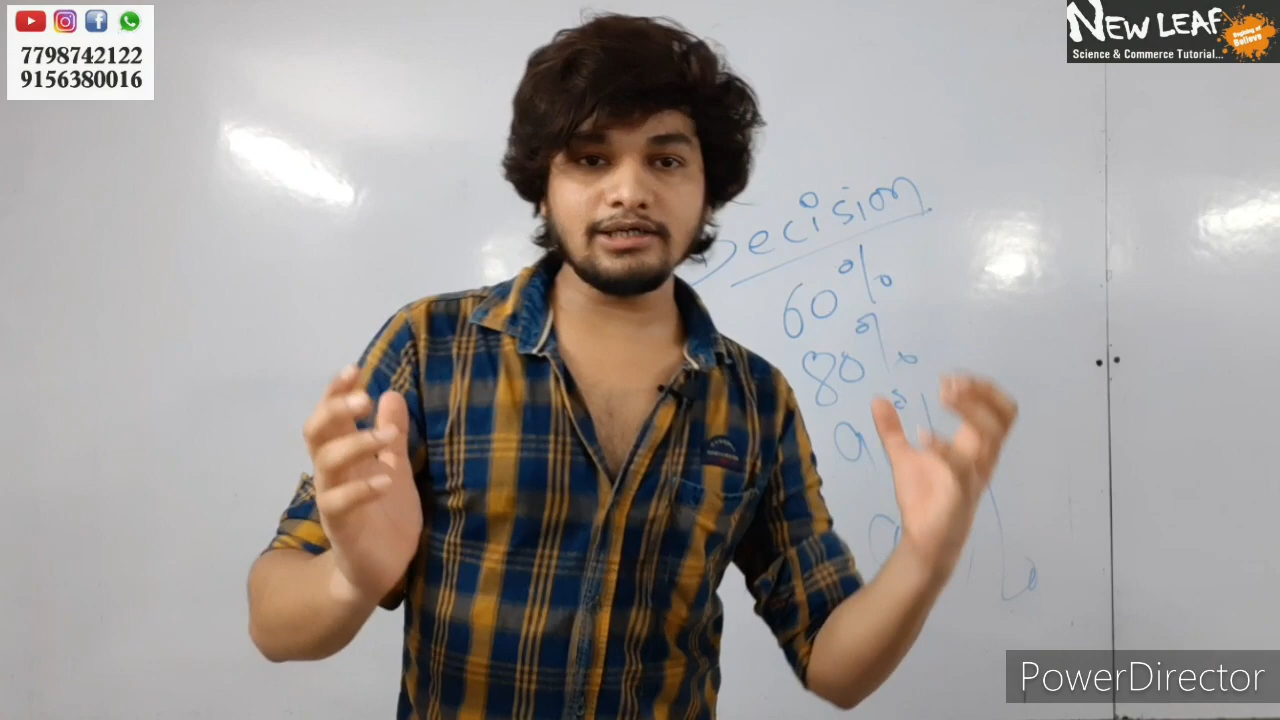 7798742122
9156380016
NEW LEAF
Science & Commerce Tutorial...
Decision
60%
80%
PowerDirector